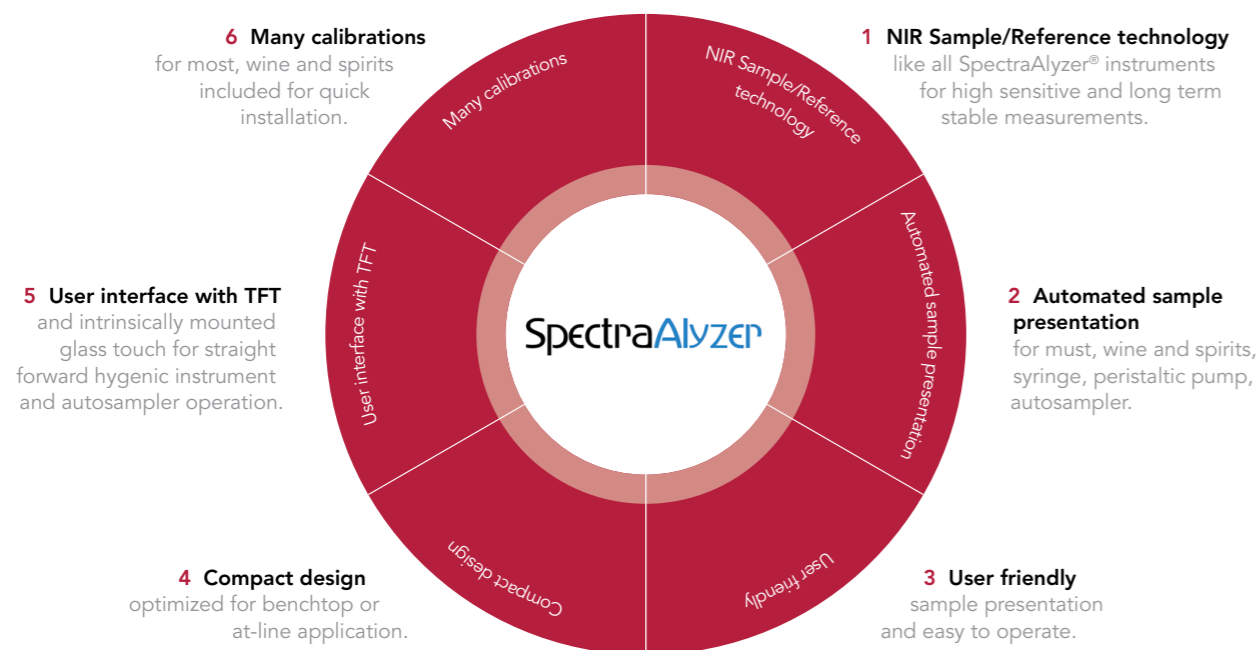 6 Many calibrations
for most, wine and spirits
included for quick
installation.
1 NIR Sample/Reference technology
like all SpectraAlyzer® instruments
for high sensitive and long term
stable measurements.
Many calibrations
NIR Sample/Reference
technology
5 User interface with TFT
and intrinsically mounted
glass touch for straight
forward hygenic instrument
and autosampler operation.
User interface with TFT
SpectraAlyzer
Automated sample presentation
2 Automated sample
presentation
for must, wine and spirits,
syringe, peristaltic pump,
autosampler.
4 Compact design
optimized for benchtop or
at-line application.
Compact design
User friendly
3 User friendly
sample presentation
and easy to operate.